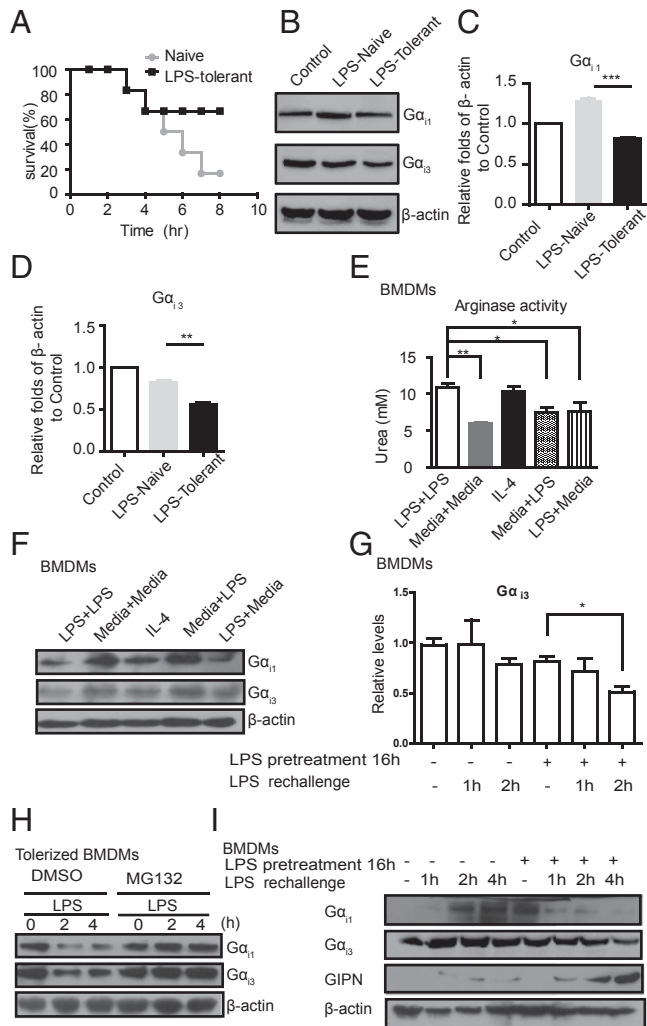 A
Naive
LPS-tolerant
survival(%)
100
80
60
40
20
0
0 2 4 6 8 10
Time (hr)
B
Control
LPS-Naive
LPS-Tolerant
Gαi1
Gαi3
β-actin
C
Gαi 1
***
Relative folds of β- actin
to Control
1.5
1.0
0.5
0.0
Control
LPS-Naive
LPS-Tolerant
D
Gαi 3
**
Relative folds of β- actin
to Control
1.5
1.0
0.5
0.0
Control
LPS-Naive
LPS-Tolerant
E
BMDMs
Arginase activity
*
*
**
Urea (mM)
15
10
5
0
LPS+LPS
Media+Media
IL-4
Media+LPS
LPS+Media
F
BMDMs
LPS+LPS
Media+Media
IL-4
Media+LPS
LPS+Media
Gαi1
Gαi3
β-actin
G
BMDMs
Gαi3
*
Relative levels
1.5
1.0
0.5
0.0
LPS pretreatment 16h - - - + + +
LPS rechallenge - 1h 2h - 1h 2h
H
Tolerized BMDMs
DMSO MG132
LPS LPS
0 2 4 0 2 4 (h)
Gαi1
Gαi3
β-actin
I
BMDMs
LPS pretreatment 16h - - - - + + + +
LPS rechallenge - 1h 2h 4h - 1h 2h 4h
Gαi1
Gαi3
GIPN
β-actin